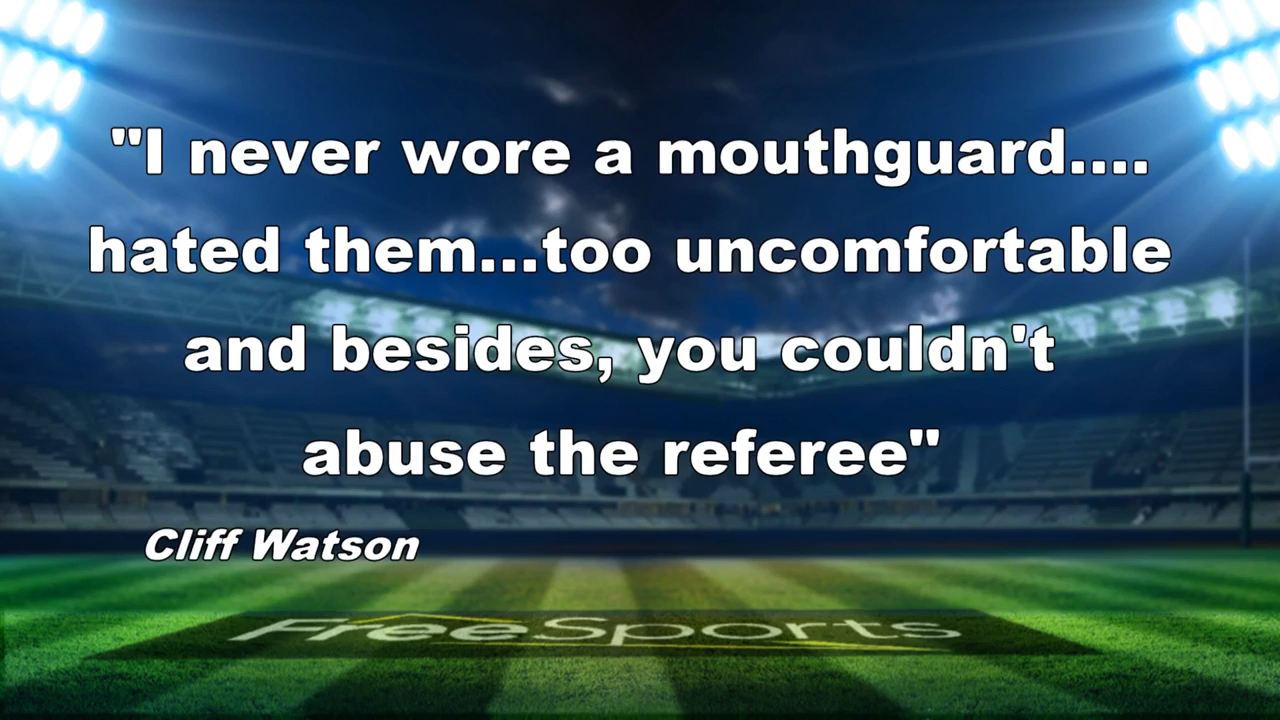 "I never wore a mouthguard....
hated them...too uncomfortable
and besides, you couldn't
abuse the referee"
Cliff Watson
FreeSports